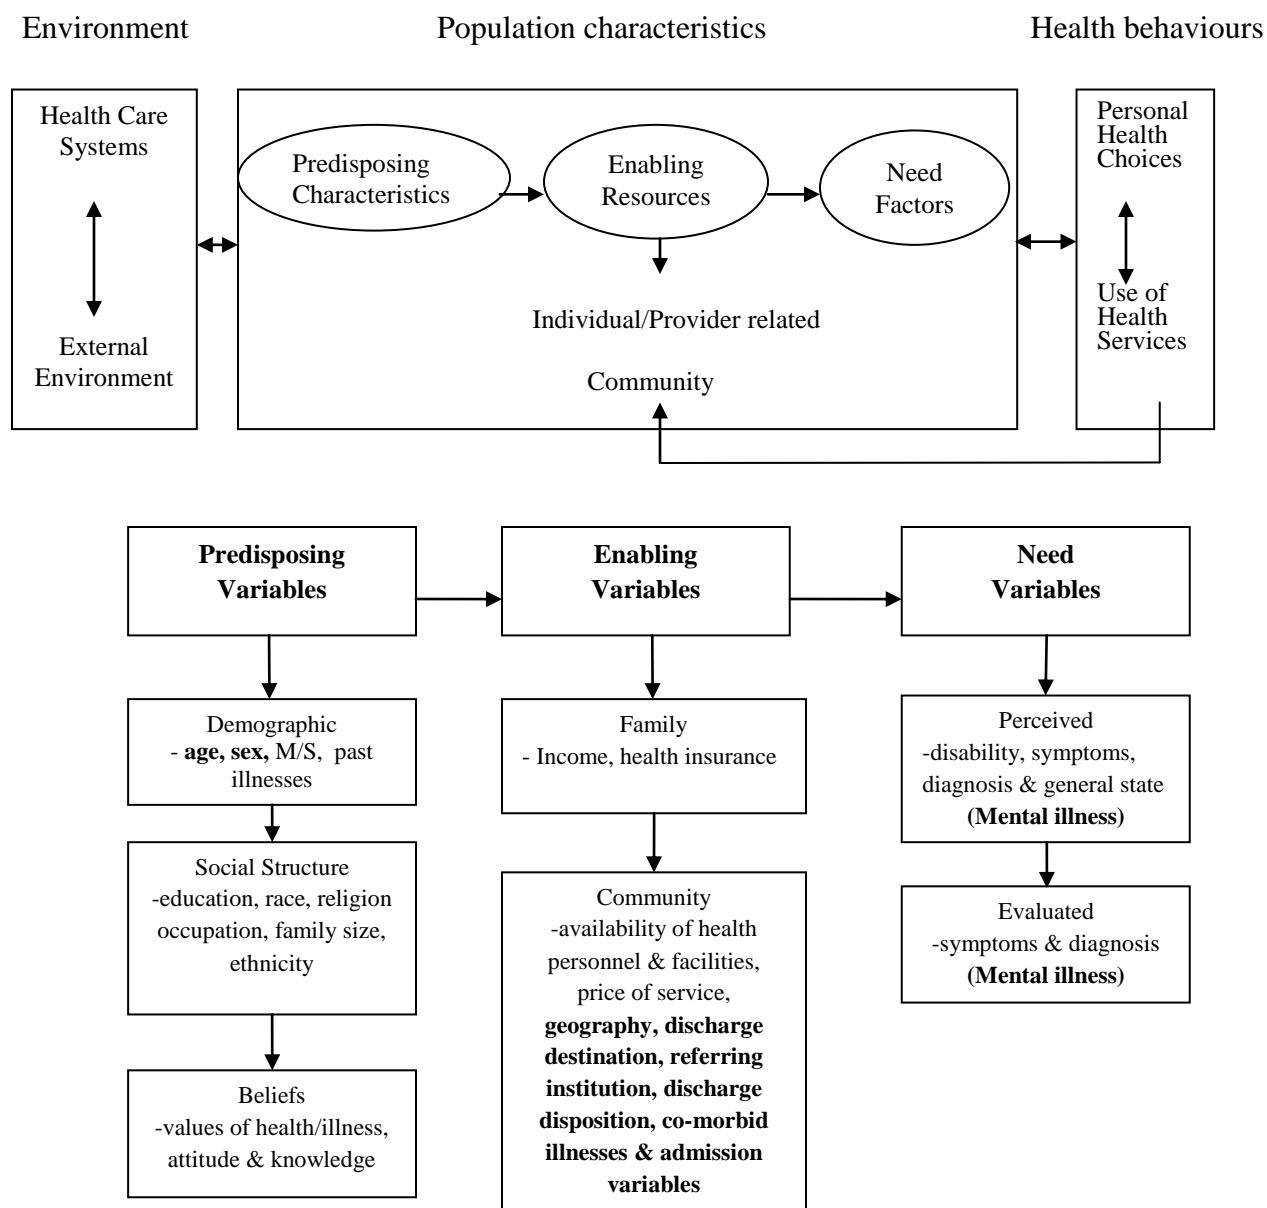 Environment
Population characteristics
Health behaviours
Health Care
Systems
External
Environment
Predisposing
Characteristics
Enabling
Resources
Need
Factors
Individual/Provider related
Community
Personal
Health
Choices
Use of
Health
Services
Predisposing
Variables
Enabling
Variables
Need
Variables
Demographic
- age, sex, M/S, past
illnesses
Social Structure
-education, race, religion
occupation, family size,
ethnicity
Beliefs
-values of health/illness,
attitude & knowledge
Family
- Income, health insurance
Community
-availability of health
personnel & facilities,
price of service,
geography, discharge
destination, referring
institution, discharge
disposition, co-morbid
illnesses & admission
variables
Perceived
-disability, symptoms,
diagnosis & general state
(Mental illness)
Evaluated
-symptoms & diagnosis
(Mental illness)